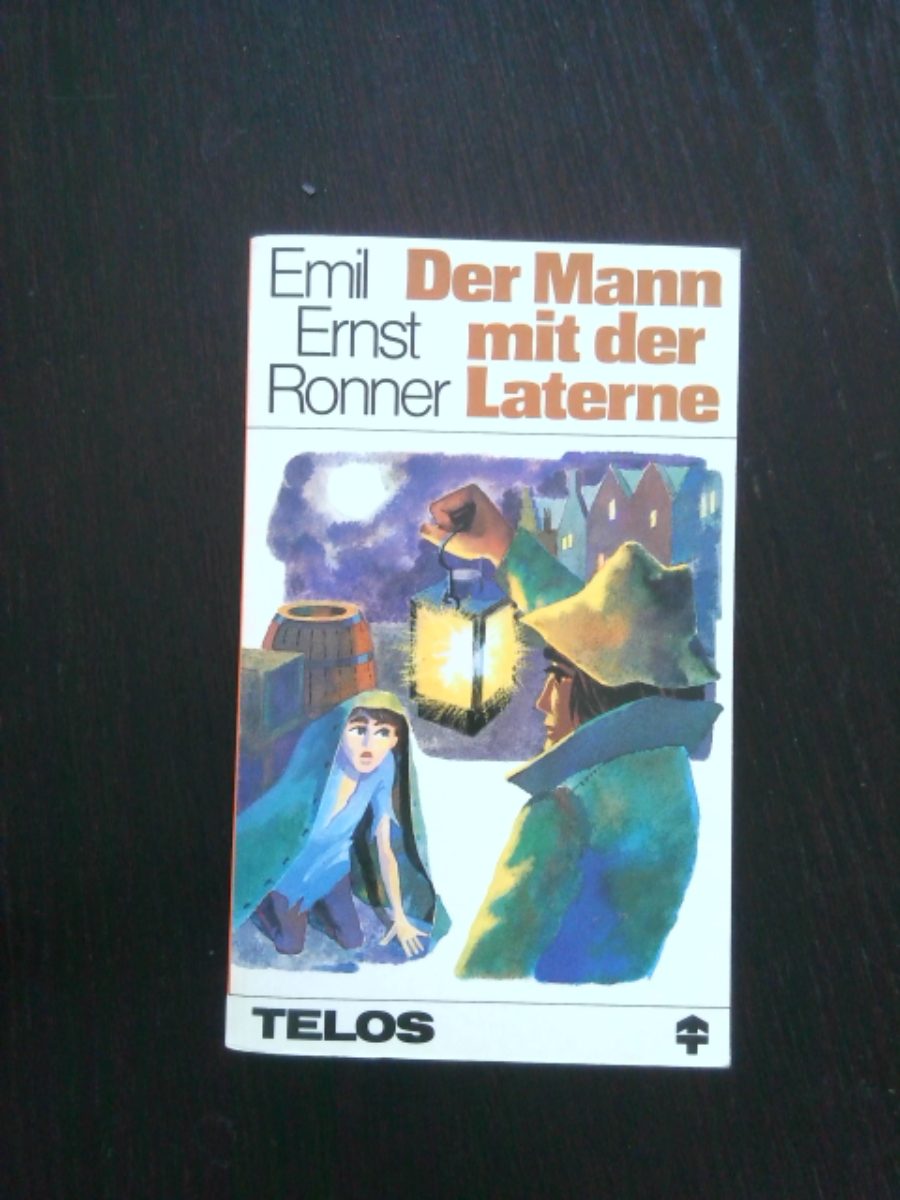 Emil
Ernst
Ronner
Der Mann
mit der
Laterne
TELOS